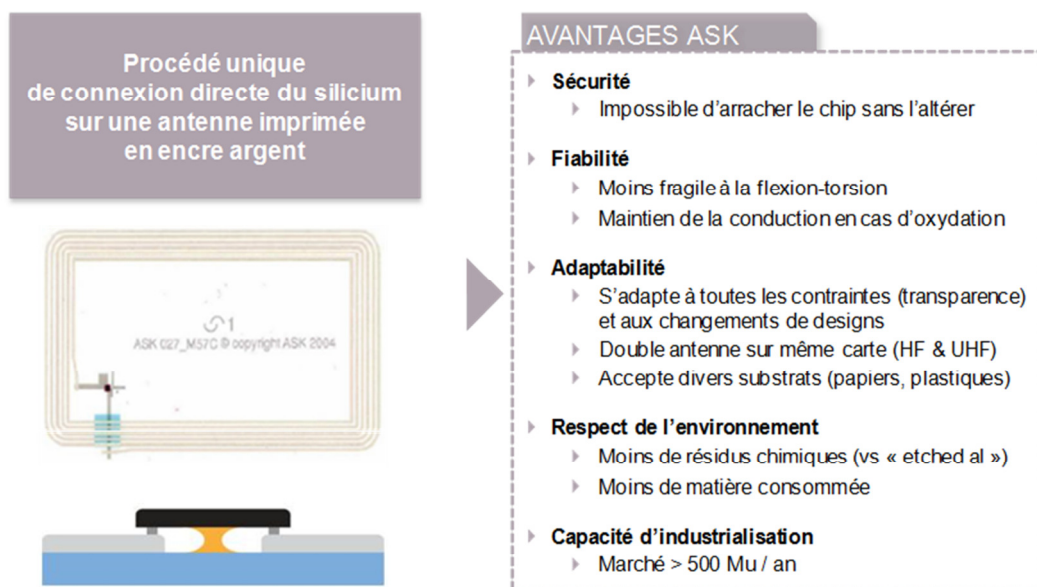 Procédé unique
de connexion directe du silicium
sur une antenne imprimée
en encre argent
ASK 027_M57C © copyright ASK 2004
AVANTAGES ASK
Sécurité
Impossible d’arracher le chip sans l’altérer
Fiabilité
Moins fragile à la flexion-torsion
Maintien de la conduction en cas d’oxydation
Adaptabilité
S’adapte à toutes les contraintes (transparence)
et aux changements de designs
Double antenne sur même carte (HF & UHF)
Accepte divers substrats (papiers, plastiques)
Respect de l’environnement
Moins de résidus chimiques (vs « etched al »)
Moins de matière consommée
Capacité d’industrialisation
Marché > 500 Mu / an